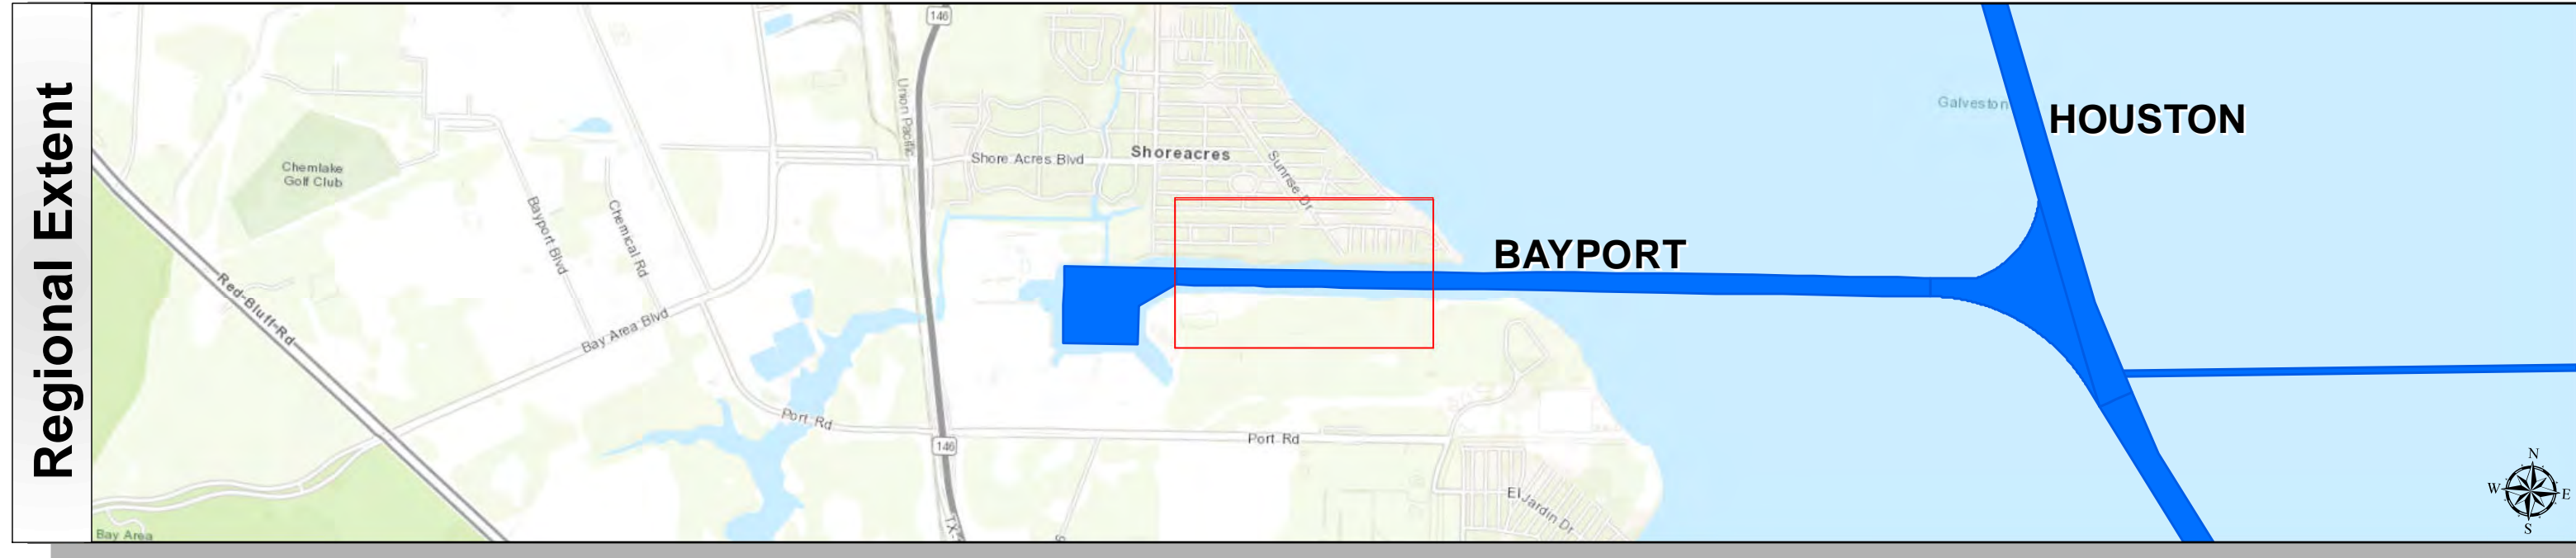 Regional Extent
146
Union Pacific
Galveston
HOUSTON
Chemlake
Golf Club
Shore Acres Blvd
Shoreacres
Sunrise Dr
Bayport Blvd
Chemical Rd
BAYPORT
Red-Bluff-Rd
Bay Area Blvd
Port Rd
146
Port Rd
El Jardin Dr
TX-
Bay Area
N
W
E
S